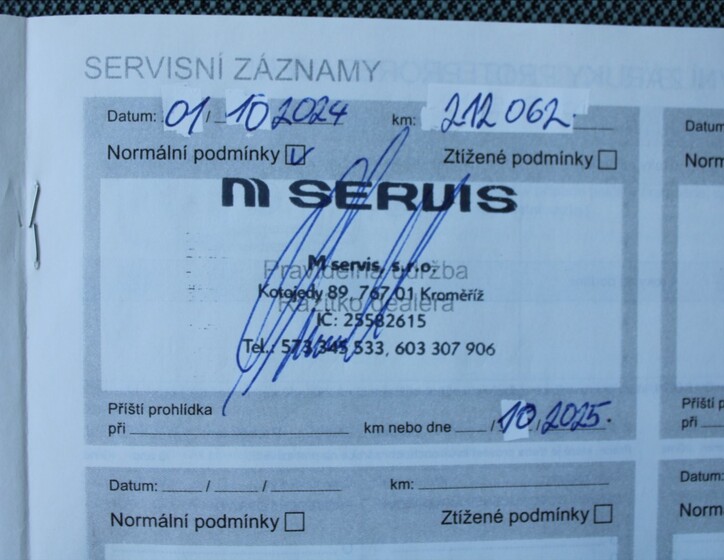 SERVISNÍ ZÁZNAMY
Datum: 01 / 10 2024 km: 212 062.
Normální podmínky Ztížené podmínky
m SERVIS
M servis, s.r.o.
Pravidelná údržba
Kotojedy 89, 767 01 Kroměříž
Razítko dealera
IČ: 25582615
Tel.: 573 345 533, 603 307 906
Příští prohlídka
při km nebo dne / 10 / 2025.
Datum: / / km:
Normální podmínky Ztížené podmínky
Datum
Norm
Příští p
při
Datum:
Norm